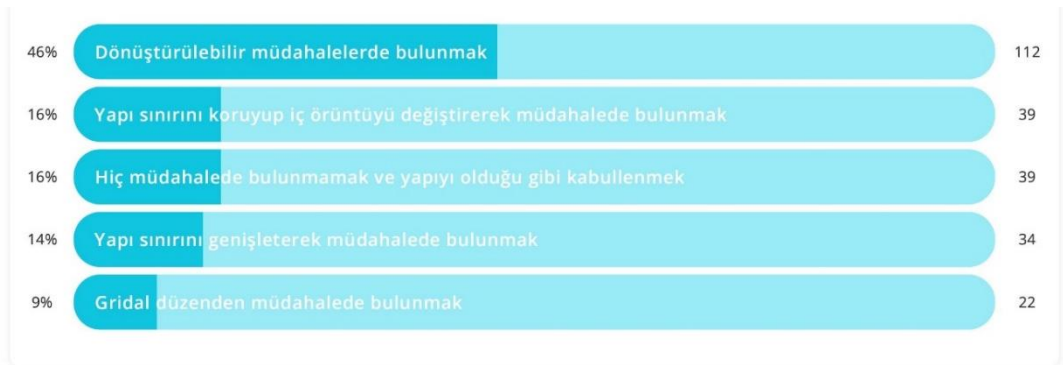 46% Dönüştürülebilir müdahalelerde bulunmak 112
16% Yapı sınırını koruyup iç örüntüyü değiştirerek müdahalede bulunmak 39
16% Hiç müdahalede bulunmamak ve yapıyı olduğu gibi kabullenmek 39
14% Yapı sınırını genişleterek müdahalede bulunmak 34
9% Gridal düzenden müdahalede bulunmak 22